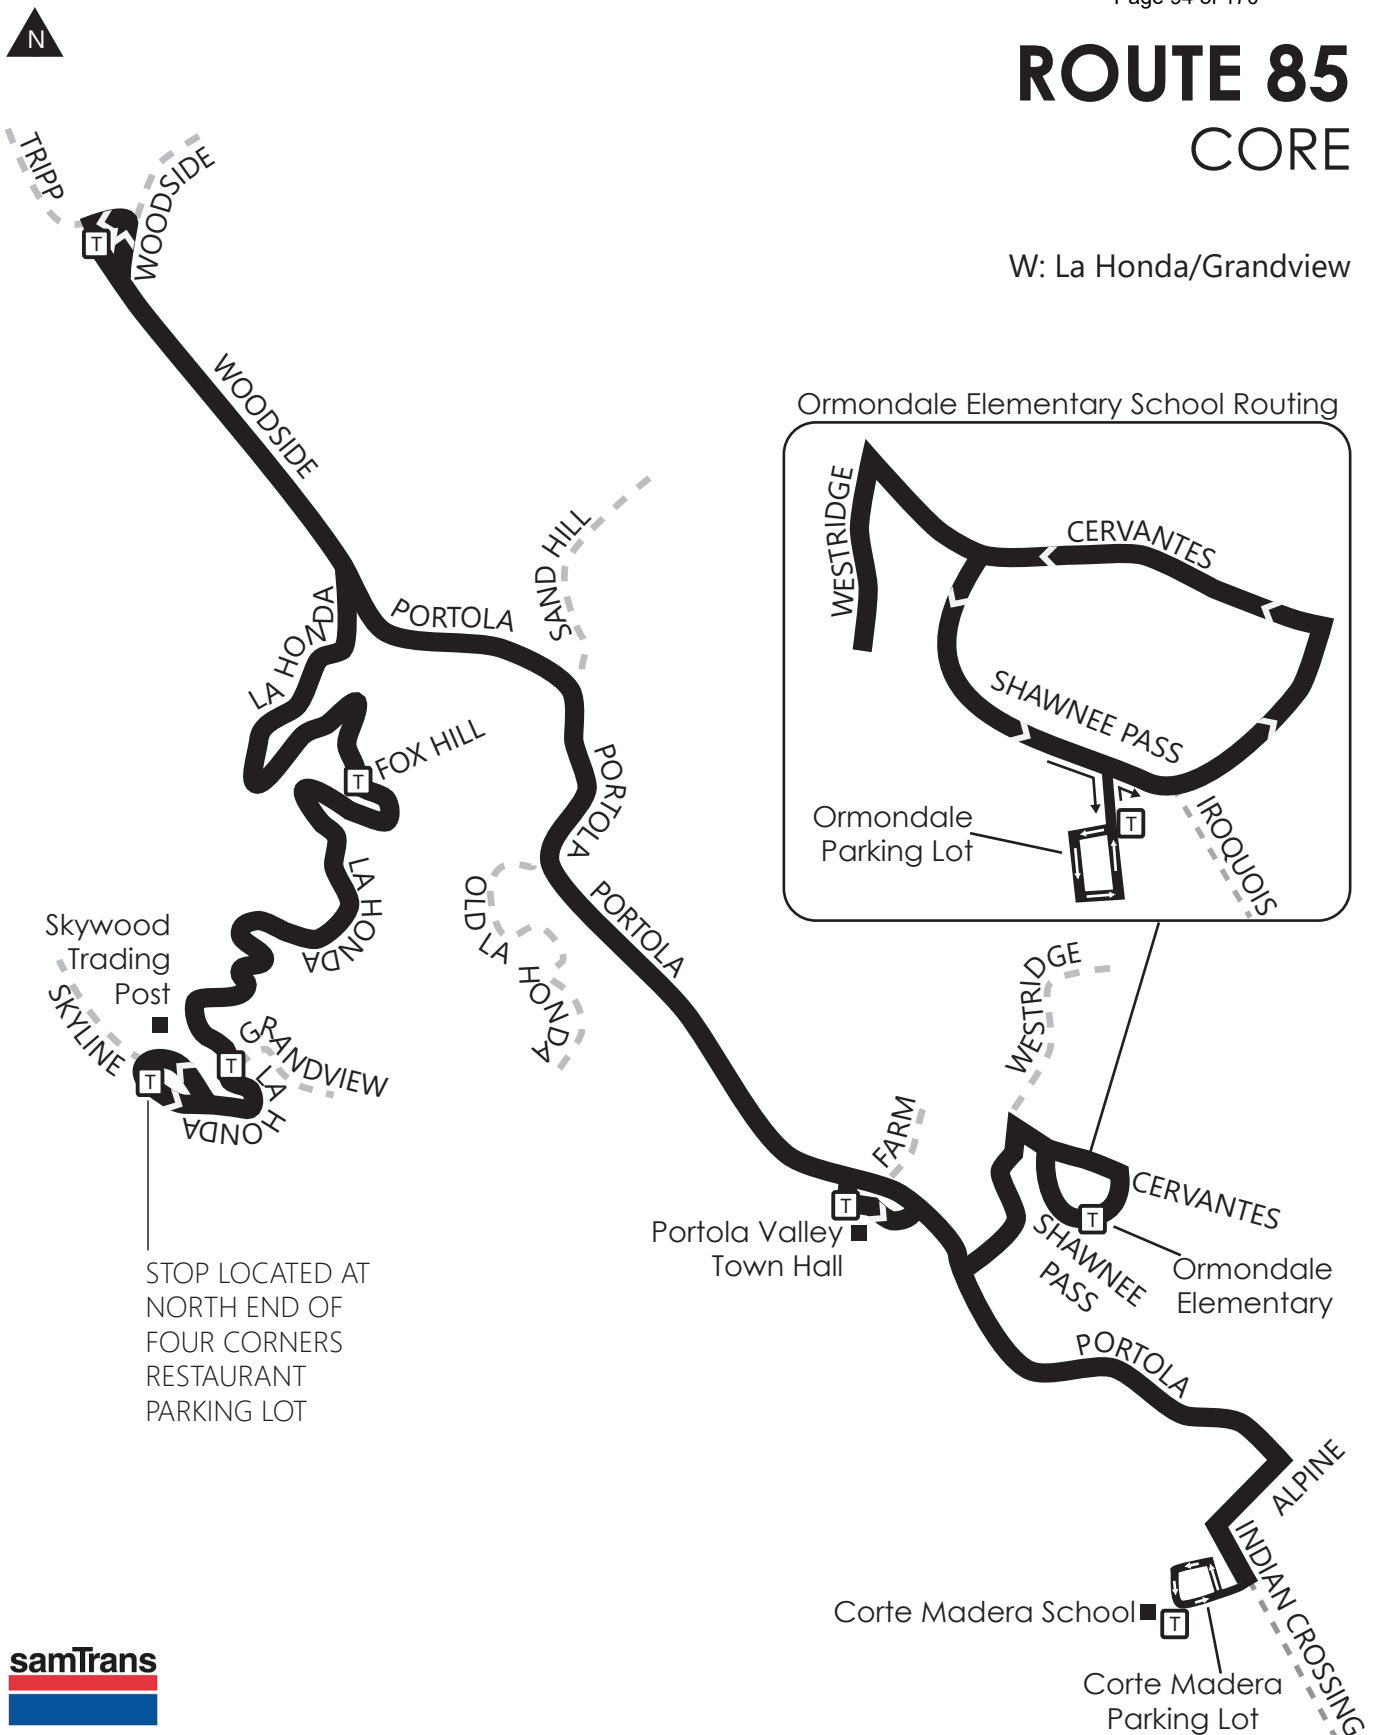 Page 94 of 176
N
ROUTE 85
CORE
W: La Honda/Grandview
TRIPP
WOODSIDE
T
WOODSIDE
Ormondale Elementary School Routing
WESTRIDGE
CERVANTES
SHAWNEE PASS
Ormondale
Parking Lot
T
IROQUOIS
SAND HILL
LA HONDA
PORTOLA
FOX HILL
T
PORTOLA
LA HONDA
OLD LA HONDA
PORTOLA
Skywood
Trading
Post
SKYLINE
GRANDVIEW
T
T
LA HONDA
WESTRIDGE
FARM
T
Portola Valley
Town Hall
CERVANTES
T
SHAWNEE
PASS
Ormondale
Elementary
STOP LOCATED AT
NORTH END OF
FOUR CORNERS
RESTAURANT
PARKING LOT
PORTOLA
ALPINE
INDIAN CROSSING
Corte Madera School
T
Corte Madera
Parking Lot
samTrans